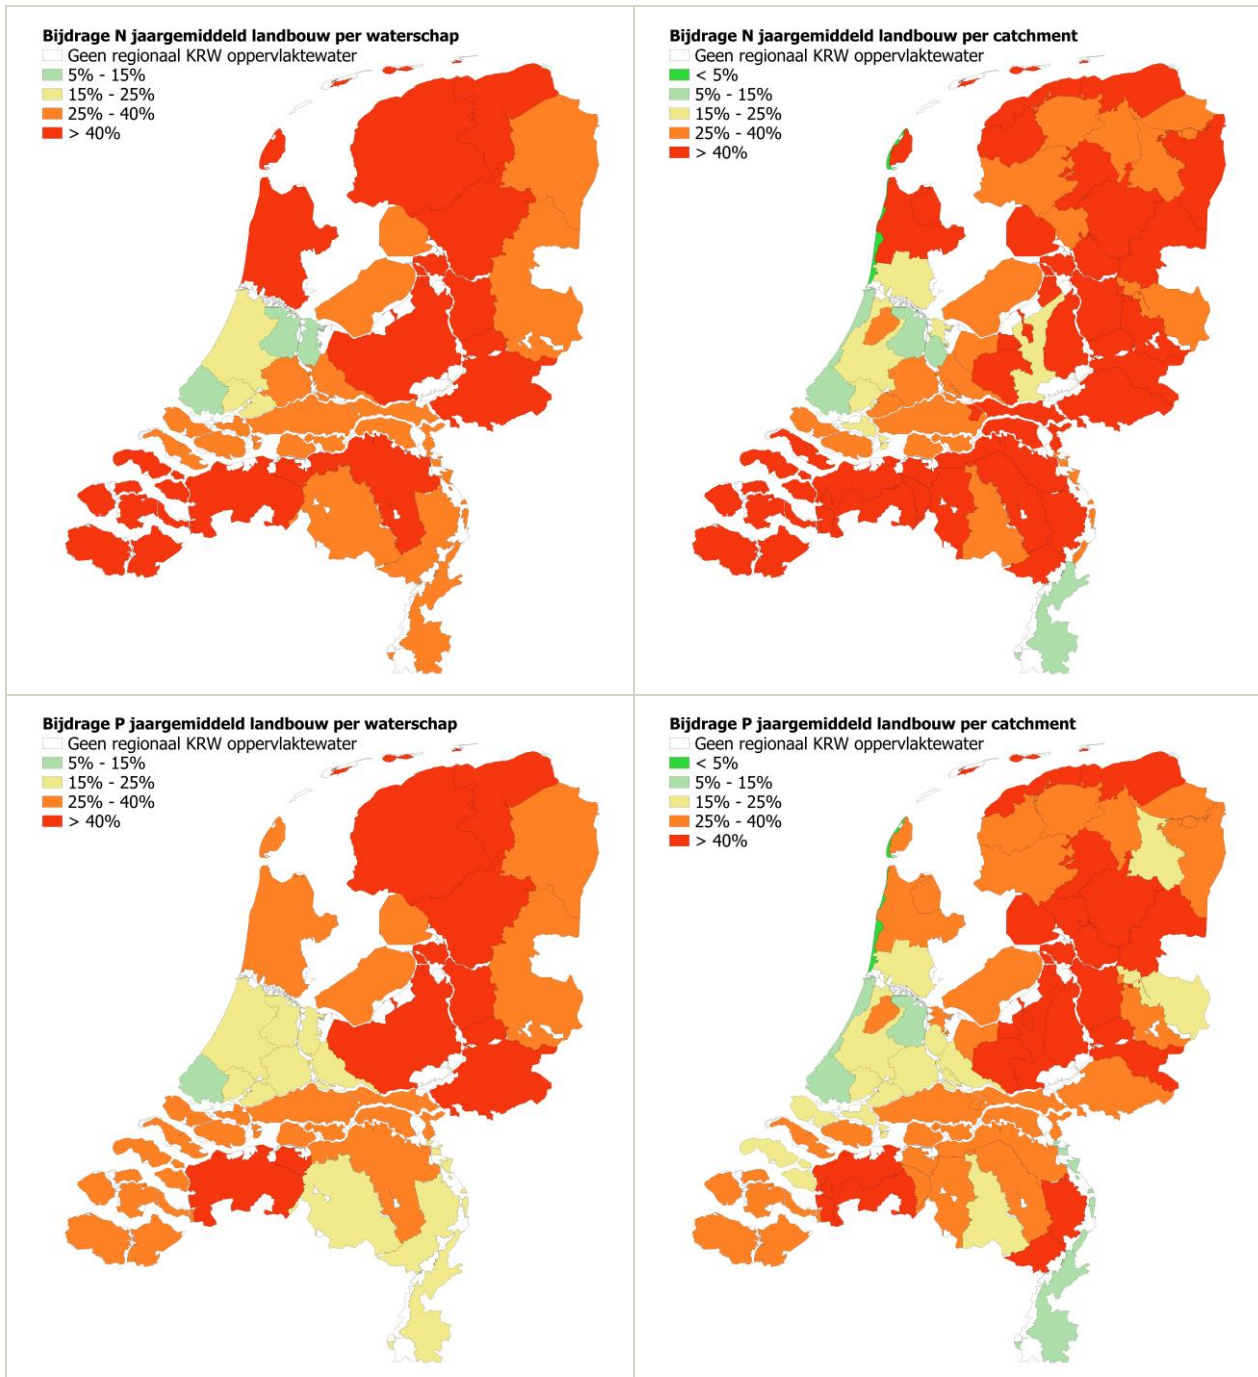 Bijdrage N jaargemiddeld landbouw per waterschap
Geen regionaal KRW oppervlaktewater
5% - 15%
15% - 25%
25% - 40%
> 40%
Bijdrage N jaargemiddeld landbouw per catchment
Geen regionaal KRW oppervlaktewater
< 5%
5% - 15%
15% - 25%
25% - 40%
> 40%
Bijdrage P jaargemiddeld landbouw per waterschap
Geen regionaal KRW oppervlaktewater
5% - 15%
15% - 25%
25% - 40%
> 40%
Bijdrage P jaargemiddeld landbouw per catchment
Geen regionaal KRW oppervlaktewater
< 5%
5% - 15%
15% - 25%
25% - 40%
> 40%